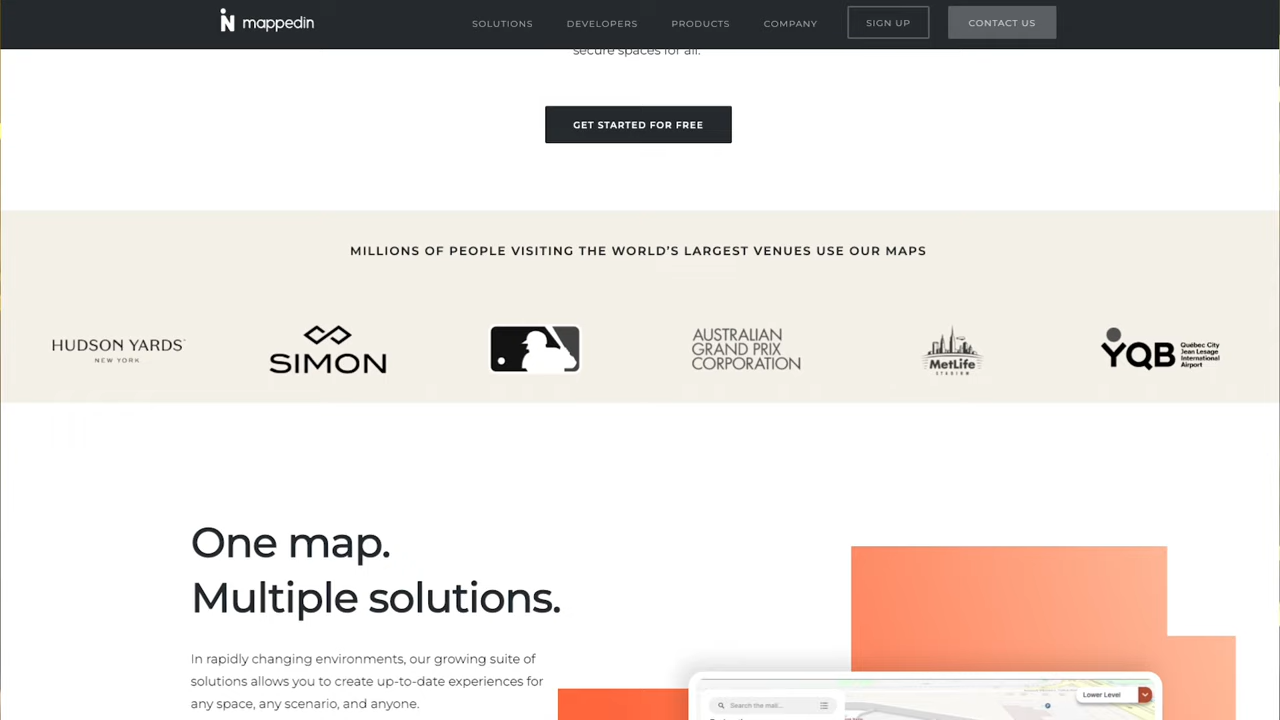 mappedin
SOLUTIONS
DEVELOPERS
PRODUCTS
COMPANY
SIGN UP
CONTACT US
secure spaces for all.
GET STARTED FOR FREE
MILLIONS OF PEOPLE VISITING THE WORLD'S LARGEST VENUES USE OUR MAPS
HUDSON YARDS
NEW YORK
SIMON
AUSTRALIAN
GRAND PRIX
CORPORATION
MetLife
STADIUM
YQB
Québec City
Jean Lesage
International
Airport
One map.
Multiple solutions.
In rapidly changing environments, our growing suite of
solutions allows you to create up-to-date experiences for
any space, any scenario, and anyone.
Lower Level
Search the mall...